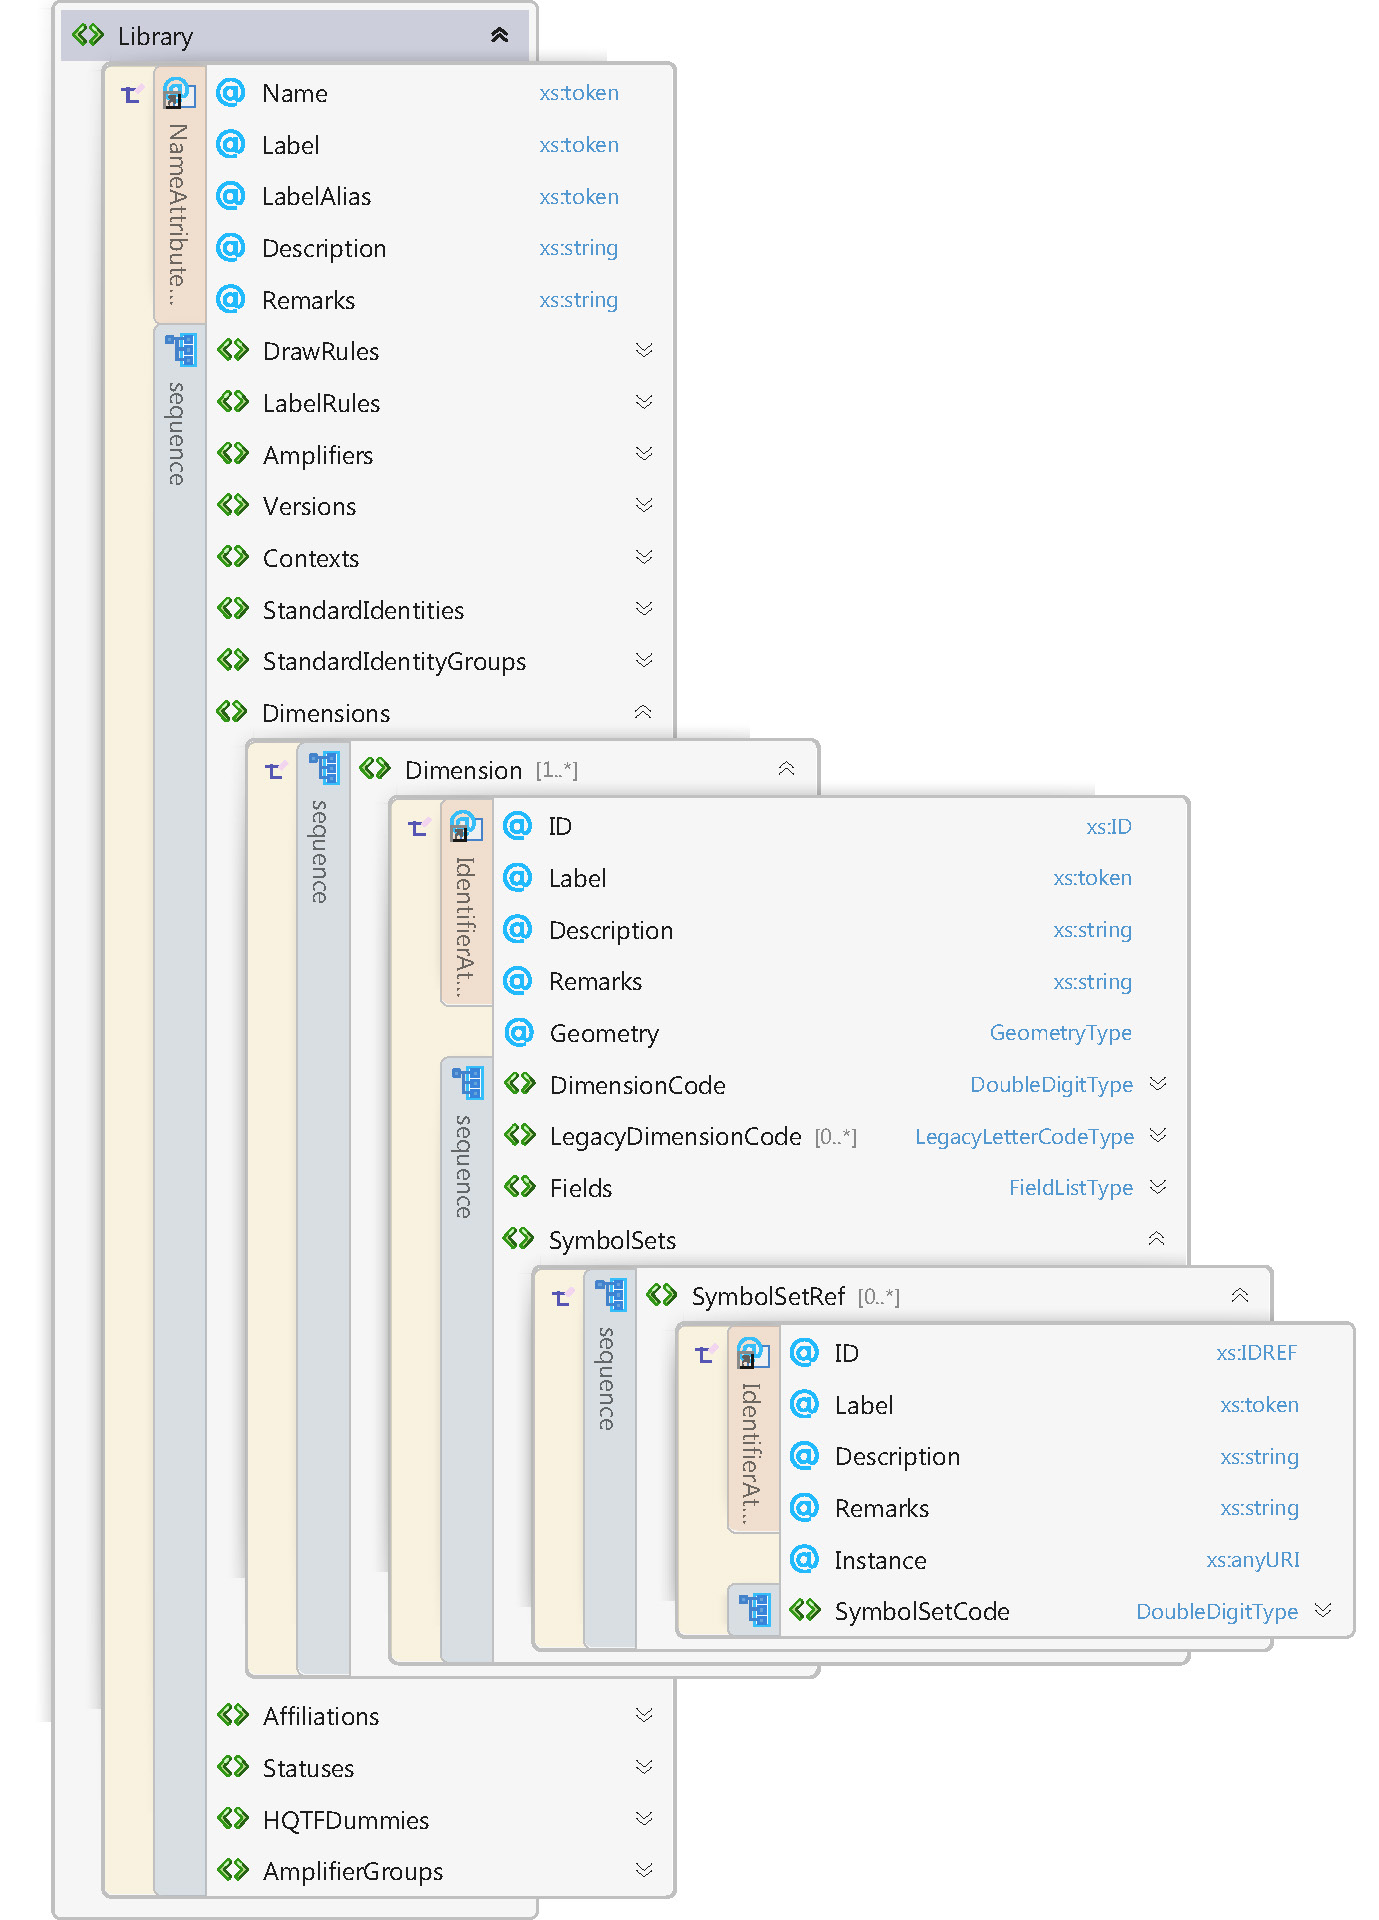 Library
NameAttribute...
Name xs:token
Label xs:token
LabelAlias xs:token
Description xs:string
Remarks xs:string
sequence
DrawRules
LabelRules
Amplifiers
Versions
Contexts
StandardIdentities
StandardIdentityGroups
Dimensions
sequence
Dimension [1..*]
IdentifierAt...
ID xs:ID
Label xs:token
Description xs:string
Remarks xs:string
Geometry GeometryType
sequence
DimensionCode DoubleDigitType
LegacyDimensionCode [0..*] LegacyLetterCodeType
Fields FieldListType
SymbolSets
sequence
SymbolSetRef [0..*]
IdentifierAt...
ID xs:IDREF
Label xs:token
Description xs:string
Remarks xs:string
Instance xs:anyURI
SymbolSetCode DoubleDigitType
Affiliations
Statuses
HQTFDummies
AmplifierGroups